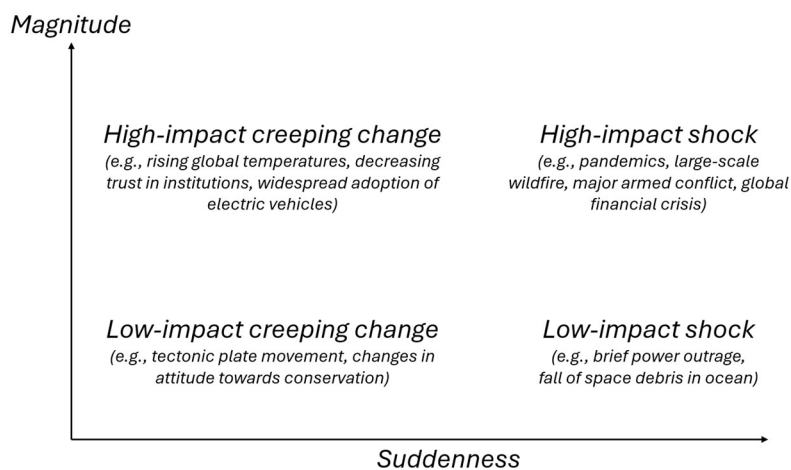 Magnitude
High-impact creeping change
(e.g., rising global temperatures, decreasing
trust in institutions, widespread adoption of
electric vehicles)
High-impact shock
(e.g., pandemics, large-scale
wildfire, major armed conflict, global
financial crisis)
Low-impact creeping change
(e.g., tectonic plate movement, changes in
attitude towards conservation)
Low-impact shock
(e.g., brief power outrage,
fall of space debris in ocean)
Suddenness